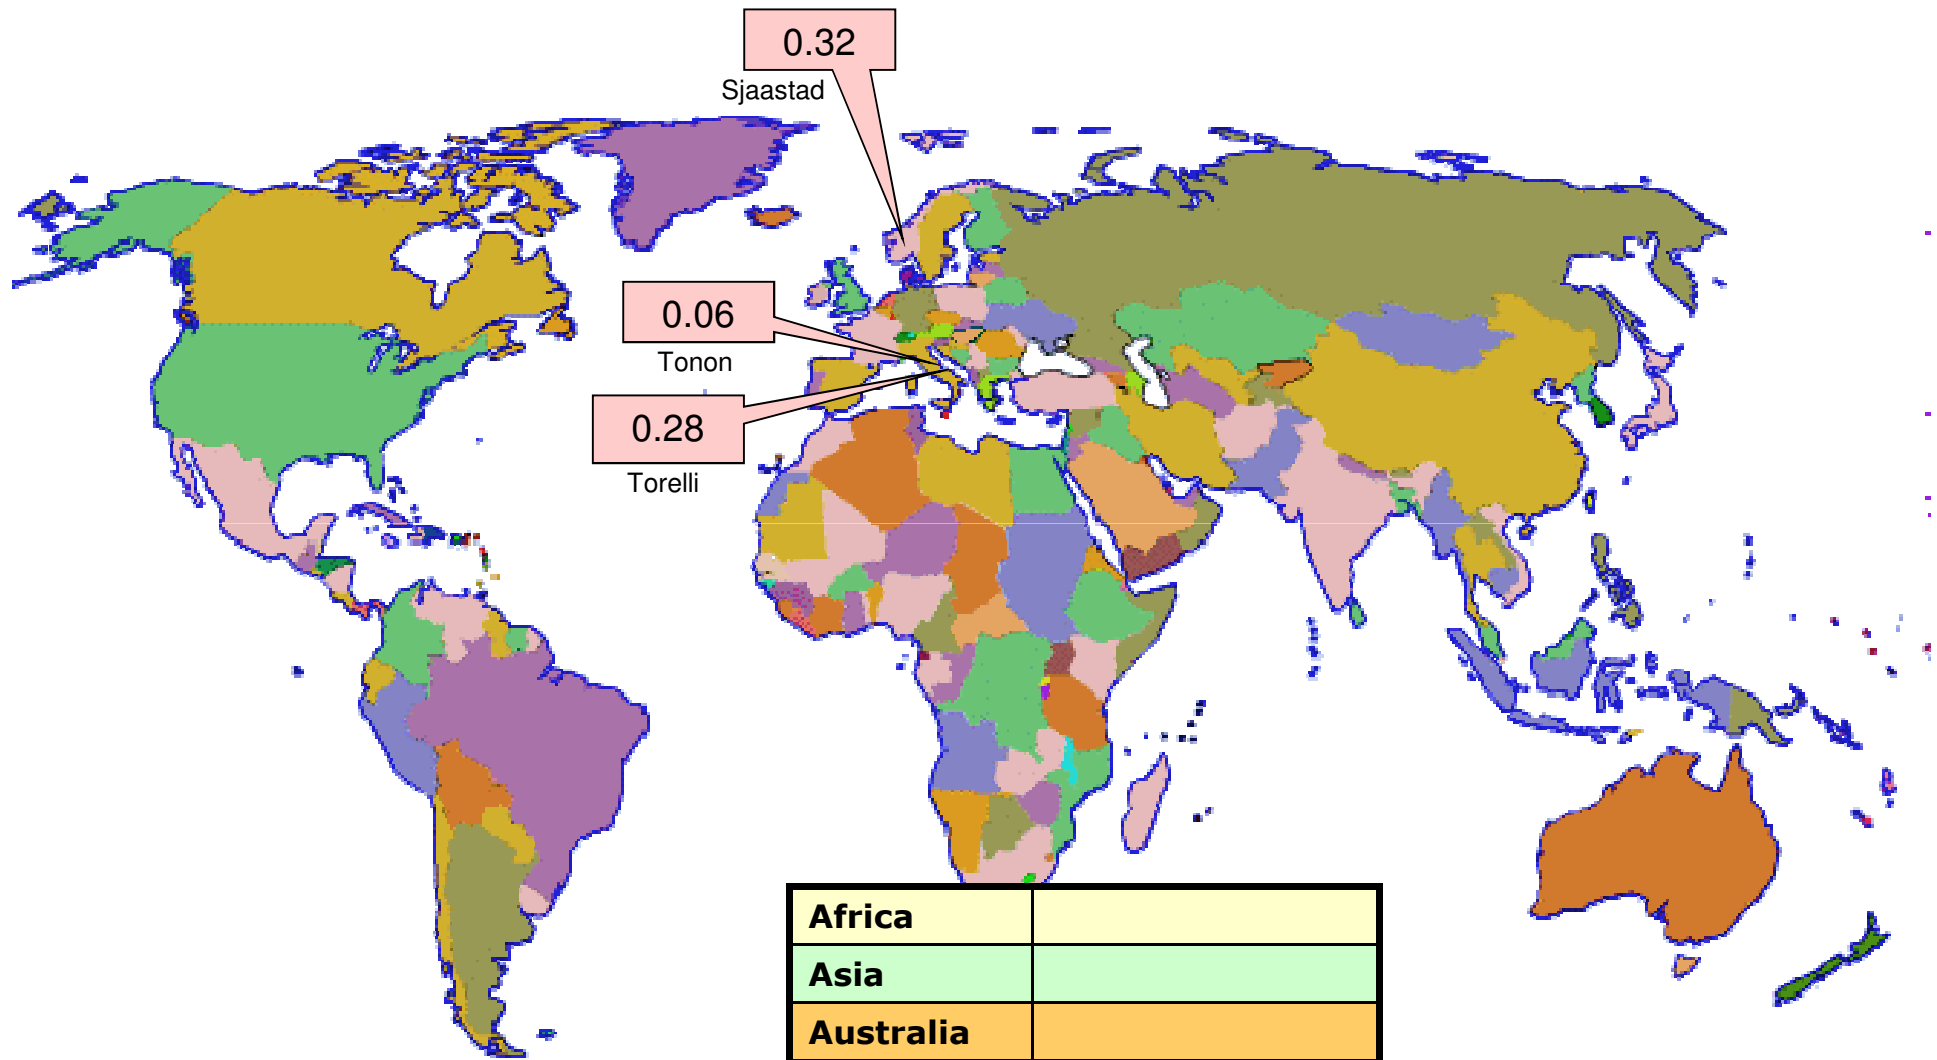 0.32
Sjaastad
0.06
Tonon
0.28
Torelli
Africa
Asia
Australia